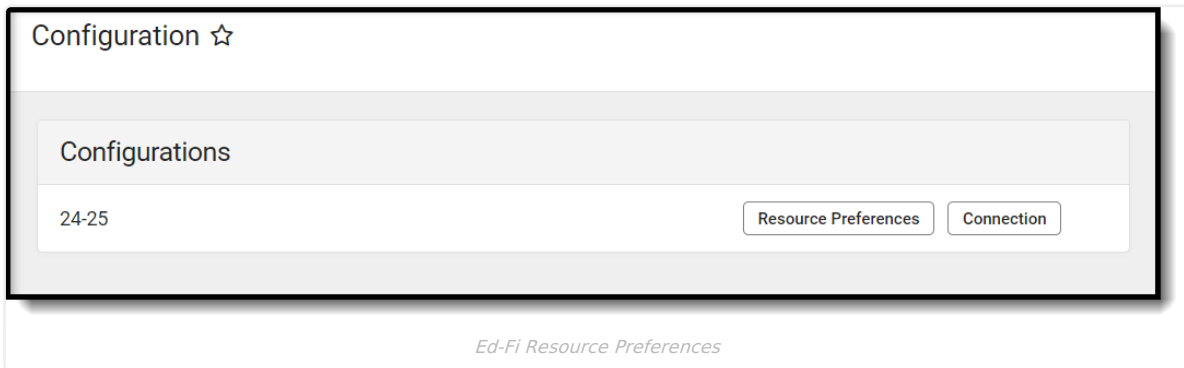 Configuration ☆
Configurations
24-25 Resource Preferences Connection
Ed-Fi Resource Preferences